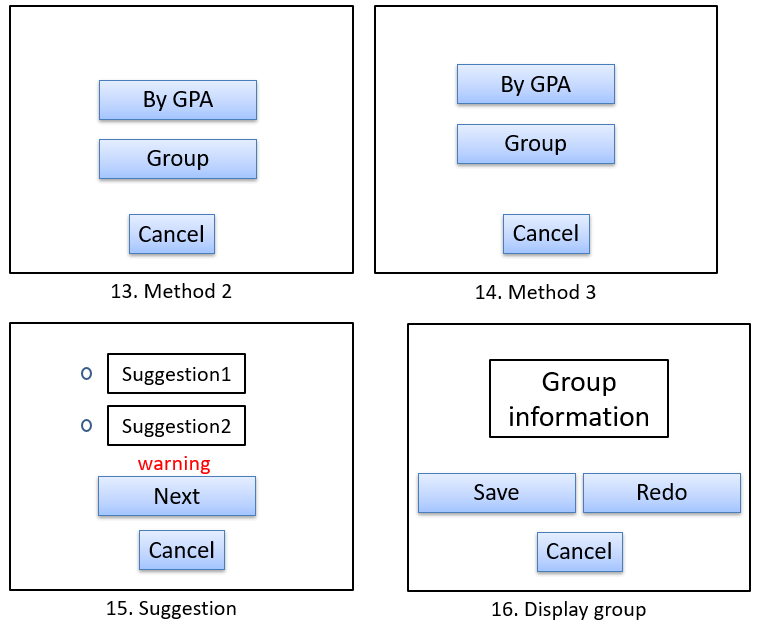 By GPA
Group
Cancel
13. Method 2
By GPA
Group
Cancel
14. Method 3
Suggestion1
Suggestion2
warning
Next
Cancel
15. Suggestion
Group
information
Save
Redo
Cancel
16. Display group